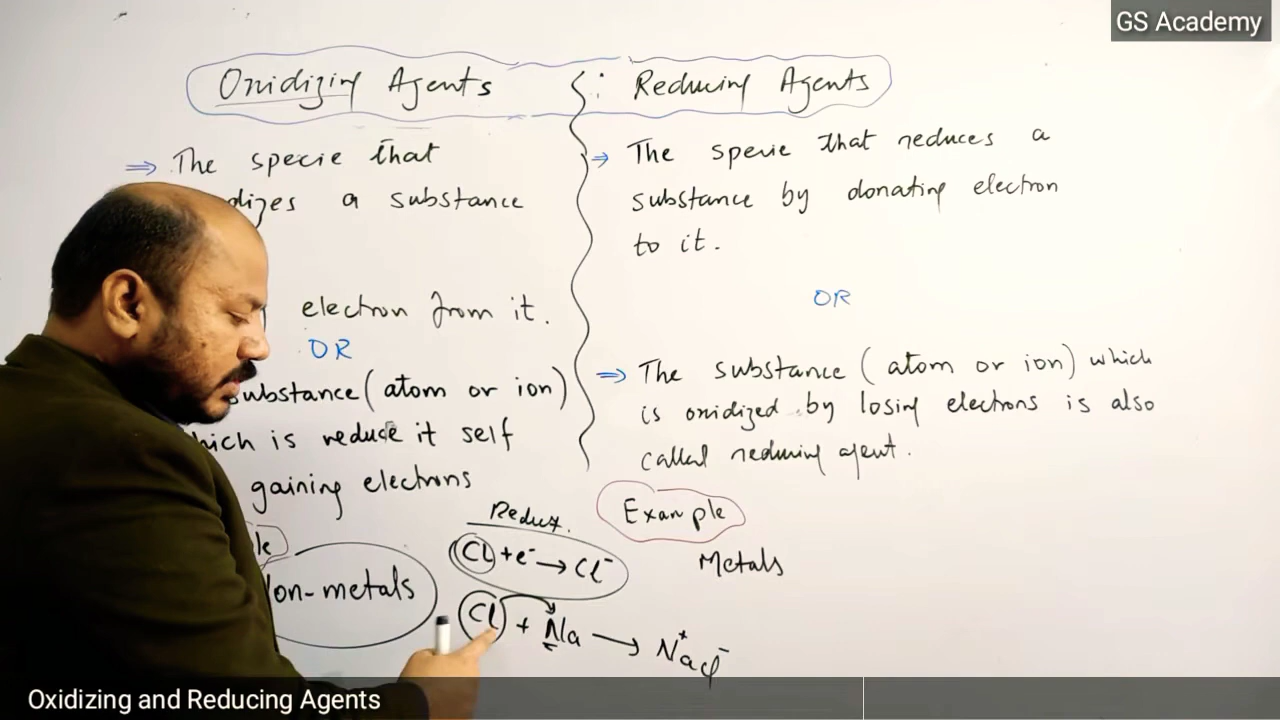 GS Academy
Oxidizing Agents : Reducing Agents
⇒ The specie that
dizes a substance
electron from it.
OR
substance (atom or ion)
hich is reduce it self
gaining electrons
le
on-metals
⇒ The specie that reduces a
substance by donating electron
to it.
OR
⇒ The substance (atom or ion) which
is oxidized by losing electrons is also
called reducing agent.
Example
Metals
Redux.
Cl + e⁻ → Cl⁻
Cl + Na → Na⁺Cl⁻
Oxidizing and Reducing Agents